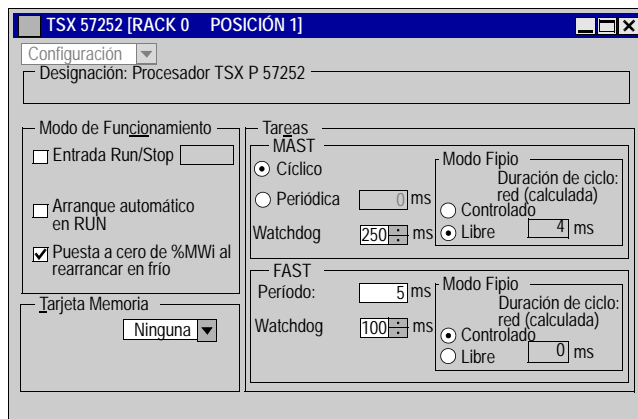 TSX 57252 [RACK 0 POSICIÓN 1]
Configuración
Designación: Procesador TSX P 57252
Modo de Funcionamiento
Entrada Run/Stop
Arranque automático
en RUN
Puesta a cero de %MWi al
rearrancar en frío
Tarjeta Memoria
Ninguna
Tareas
MAST
Cíclico
Periódica 0 ms
Watchdog 250 ms
Modo Fipio
Duración de ciclo:
red (calculada)
Controlado
Libre 4 ms
FAST
Período: 5 ms
Watchdog 100 ms
Modo Fipio
Duración de ciclo:
red (calculada)
Controlado
Libre 0 ms